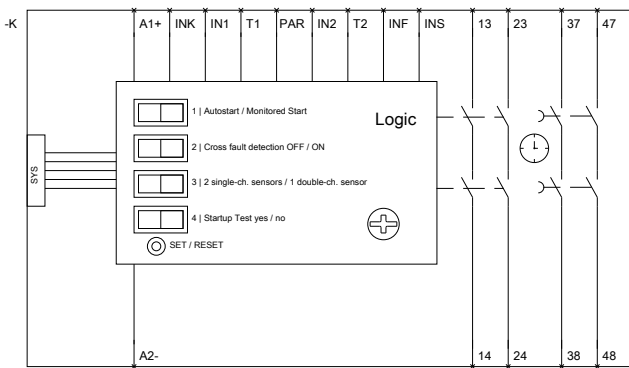 -K A1+ INK IN1 T1 PAR IN2 T2 INF INS 13 23 37 47
1 | Autostart / Monitored Start
Logic
2 | Cross fault detection OFF / ON
SYS
3 | 2 single-ch. sensors / 1 double-ch. sensor
4 | Startup Test yes / no
SET / RESET
A2- 14 24 38 48